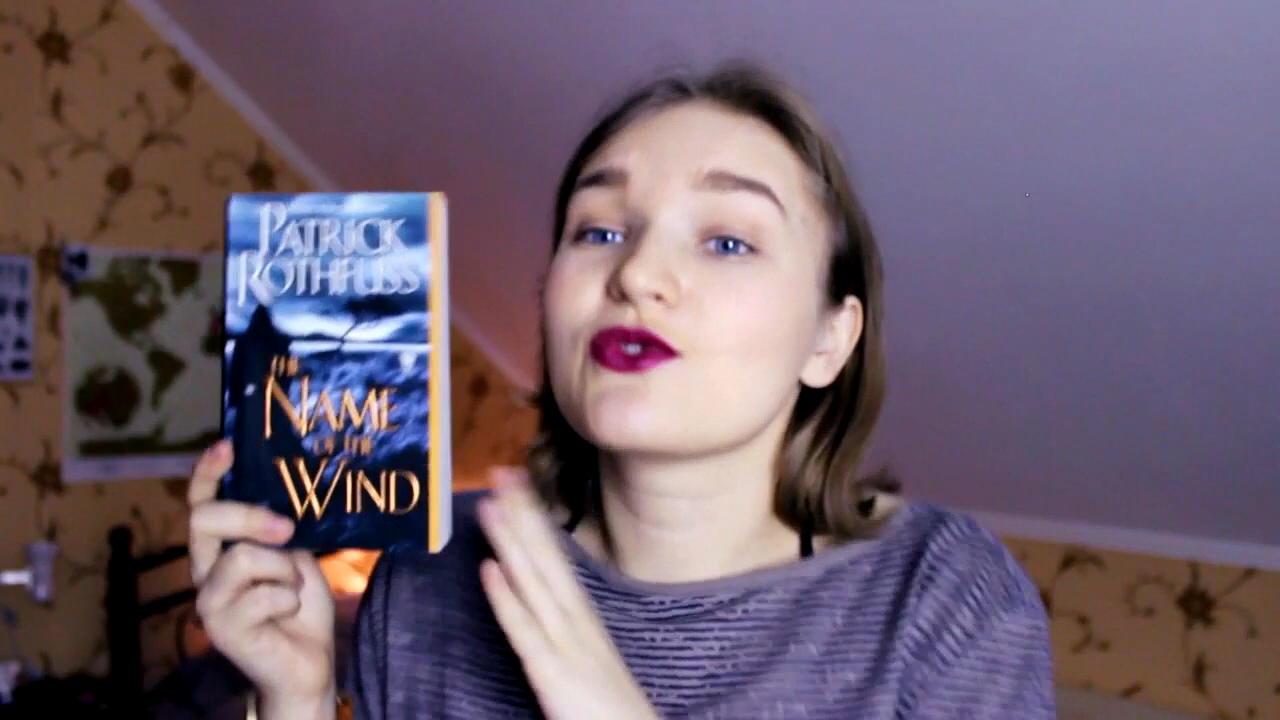 PATRICK
ROTHFUSS
THE
NAME
OF THE
WIND